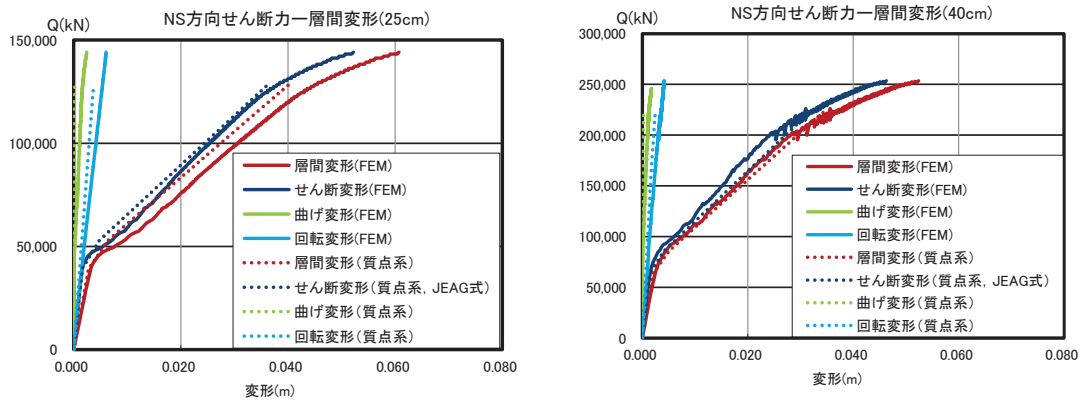 NS方向せん断力ー層間変形(25cm)
Q(kN)
150,000
100,000
50,000
0
0.000
0.020
0.040
0.060
0.080
変形(m)
層間変形(FEM)
せん断変形(FEM)
曲げ変形(FEM)
回転変形(FEM)
層間変形(質点系)
せん断変形(質点系, JEAG式)
曲げ変形(質点系)
回転変形(質点系)
NS方向せん断力ー層間変形(40cm)
Q(kN)
300,000
250,000
200,000
150,000
100,000
50,000
0
0.000
0.020
0.040
0.060
0.080
変形(m)
層間変形(FEM)
せん断変形(FEM)
曲げ変形(FEM)
回転変形(FEM)
層間変形(質点系)
せん断変形(質点系, JEAG式)
曲げ変形(質点系)
回転変形(質点系)